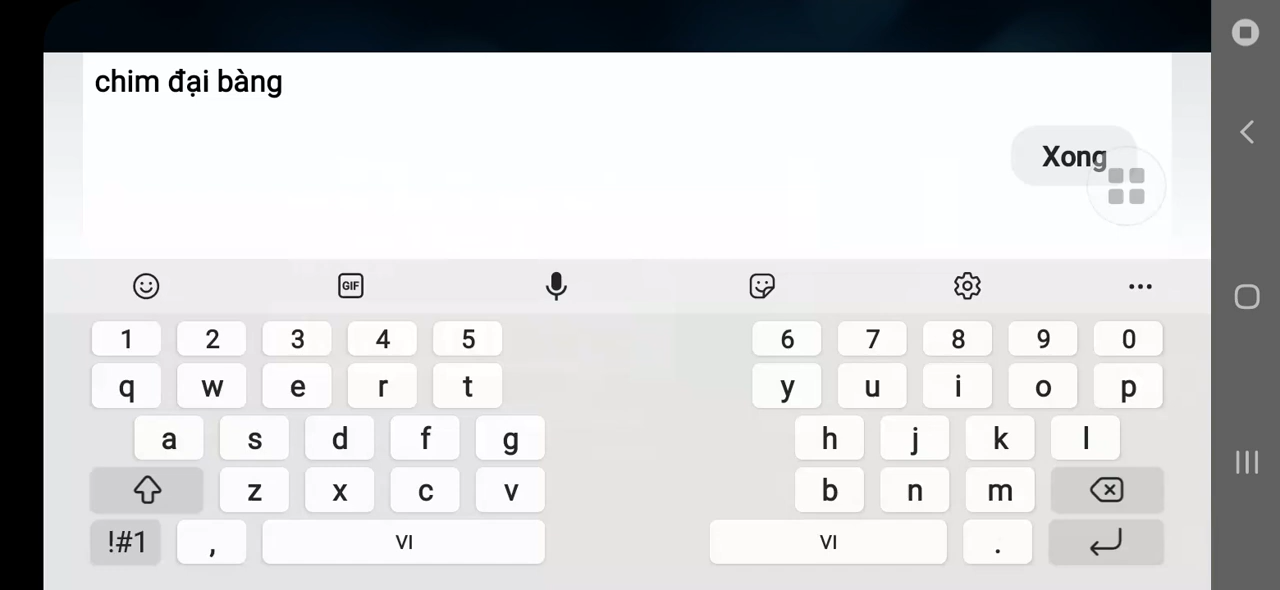 chim đại bàng
Xong
GIF
1 2 3 4 5 6 7 8 9 0
q w e r t y u i o p
a s d f g h j k l
z x c v b n m
!#1 , VI VI .